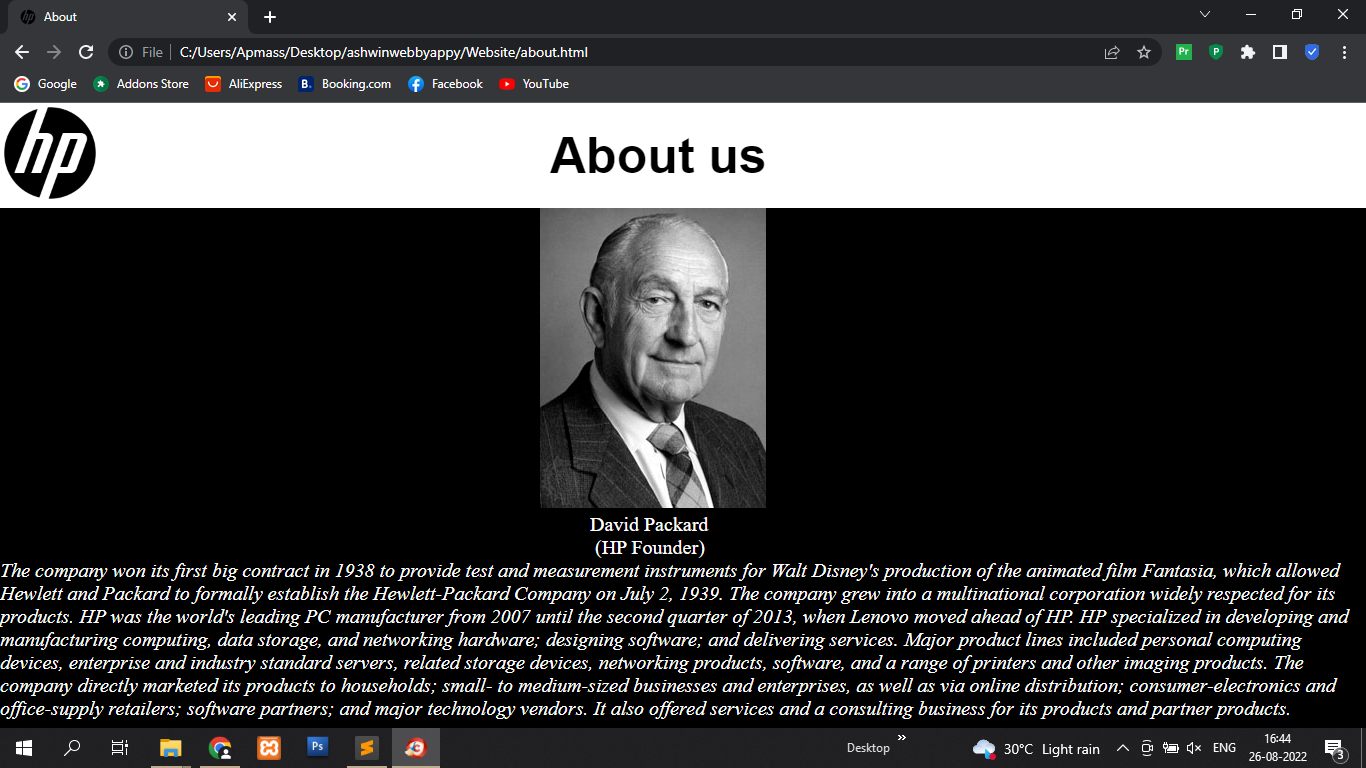 hp About
File C:/Users/Apmass/Desktop/ashwinwebbyappy/Website/about.html Pr P
G Google Addons Store AliExpress B. Booking.com Facebook YouTube
hp About us
David Packard
(HP Founder)
The company won its first big contract in 1938 to provide test and measurement instruments for Walt Disney's production of the animated film Fantasia, which allowed
Hewlett and Packard to formally establish the Hewlett-Packard Company on July 2, 1939. The company grew into a multinational corporation widely respected for its
products. HP was the world's leading PC manufacturer from 2007 until the second quarter of 2013, when Lenovo moved ahead of HP. HP specialized in developing and
manufacturing computing, data storage, and networking hardware; designing software; and delivering services. Major product lines included personal computing
devices, enterprise and industry standard servers, related storage devices, networking products, software, and a range of printers and other imaging products. The
company directly marketed its products to households; small- to medium-sized businesses and enterprises, as well as via online distribution; consumer-electronics and
office-supply retailers; software partners; and major technology vendors. It also offered services and a consulting business for its products and partner products.
Ps Desktop » 30°C Light rain ENG 16:44
26-08-2022 3